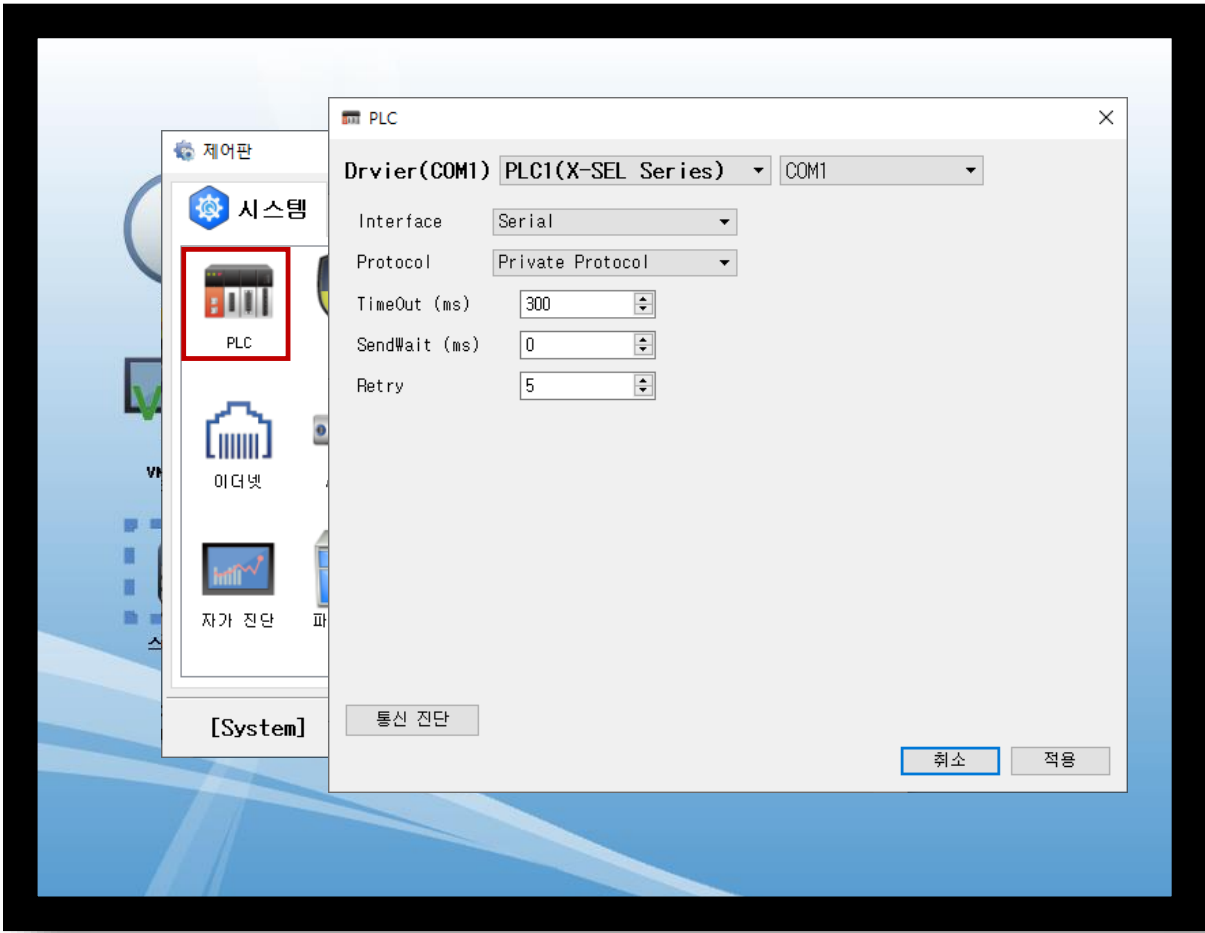 PLC
제어판
Drvier(COM1) PLC1(X-SEL Series) COM1
시스템
Interface Serial
Protocol Private Protocol
TimeOut (ms) 300
SendWait (ms) 0
Retry 5
PLC
이더넷
자가 진단
[System]
통신 진단
취소 적용